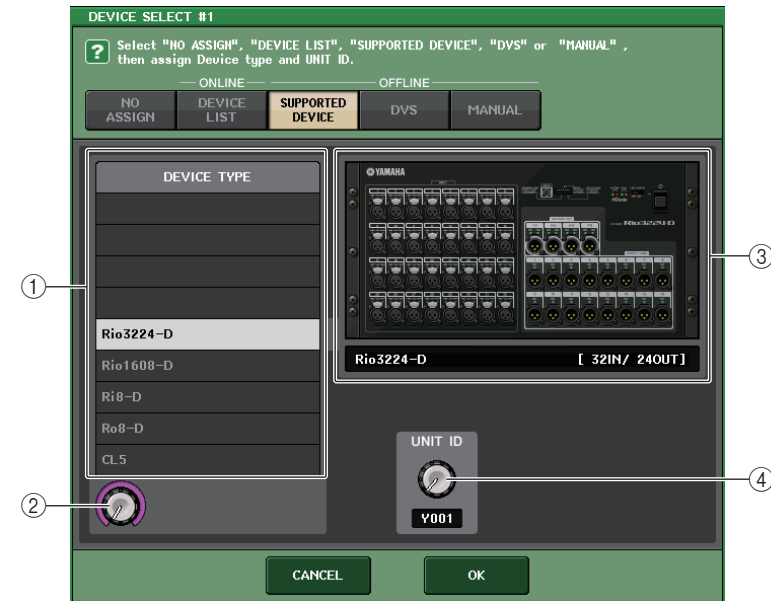 DEVICE SELECT #1
? Select "NO ASSIGN", "DEVICE LIST", "SUPPORTED DEVICE", "DVS" or "MANUAL" ,
then assign Device type and UNIT ID.
ONLINE OFFLINE
NO ASSIGN
DEVICE LIST
SUPPORTED DEVICE
DVS
MANUAL
DEVICE TYPE
YAMAHA
Rio3224-D
1
3
Rio3224-D
Rio1608-D
Ri8-D
Ro8-D
CL5
Rio3224-D [ 32IN/ 24OUT]
UNIT ID
2
4
Y001
CANCEL
OK